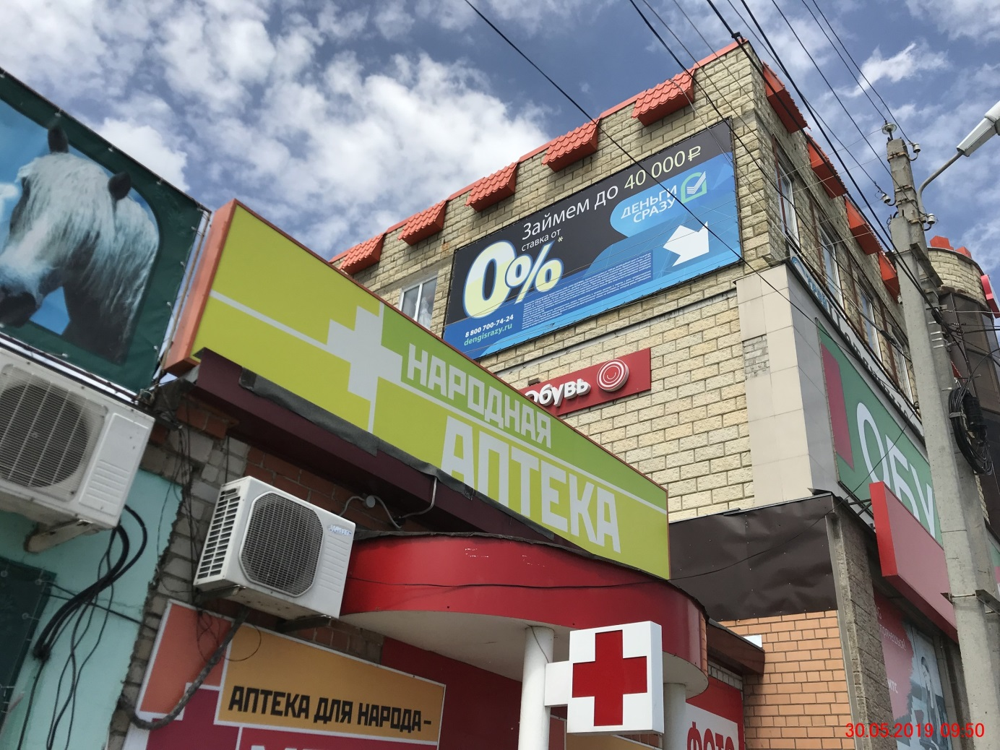 Займем до 40 000 ₽
ставка от
0%*
ДЕНЬГИ
СРАЗУ
8 800 700-74-24
dengisrazy.ru
Обувь
НАРОДНАЯ
АПТЕКА
ОБУ
АПТЕКА ДЛЯ НАРОДА-
ФОТО
30.05.2019 09:50